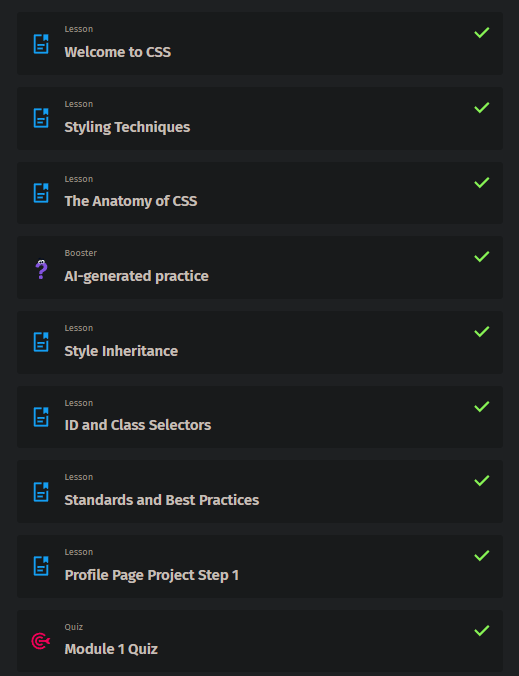 Lesson
Welcome to CSS
Lesson
Styling Techniques
Lesson
The Anatomy of CSS
Booster
AI-generated practice
Lesson
Style Inheritance
Lesson
ID and Class Selectors
Lesson
Standards and Best Practices
Lesson
Profile Page Project Step 1
Quiz
Module 1 Quiz